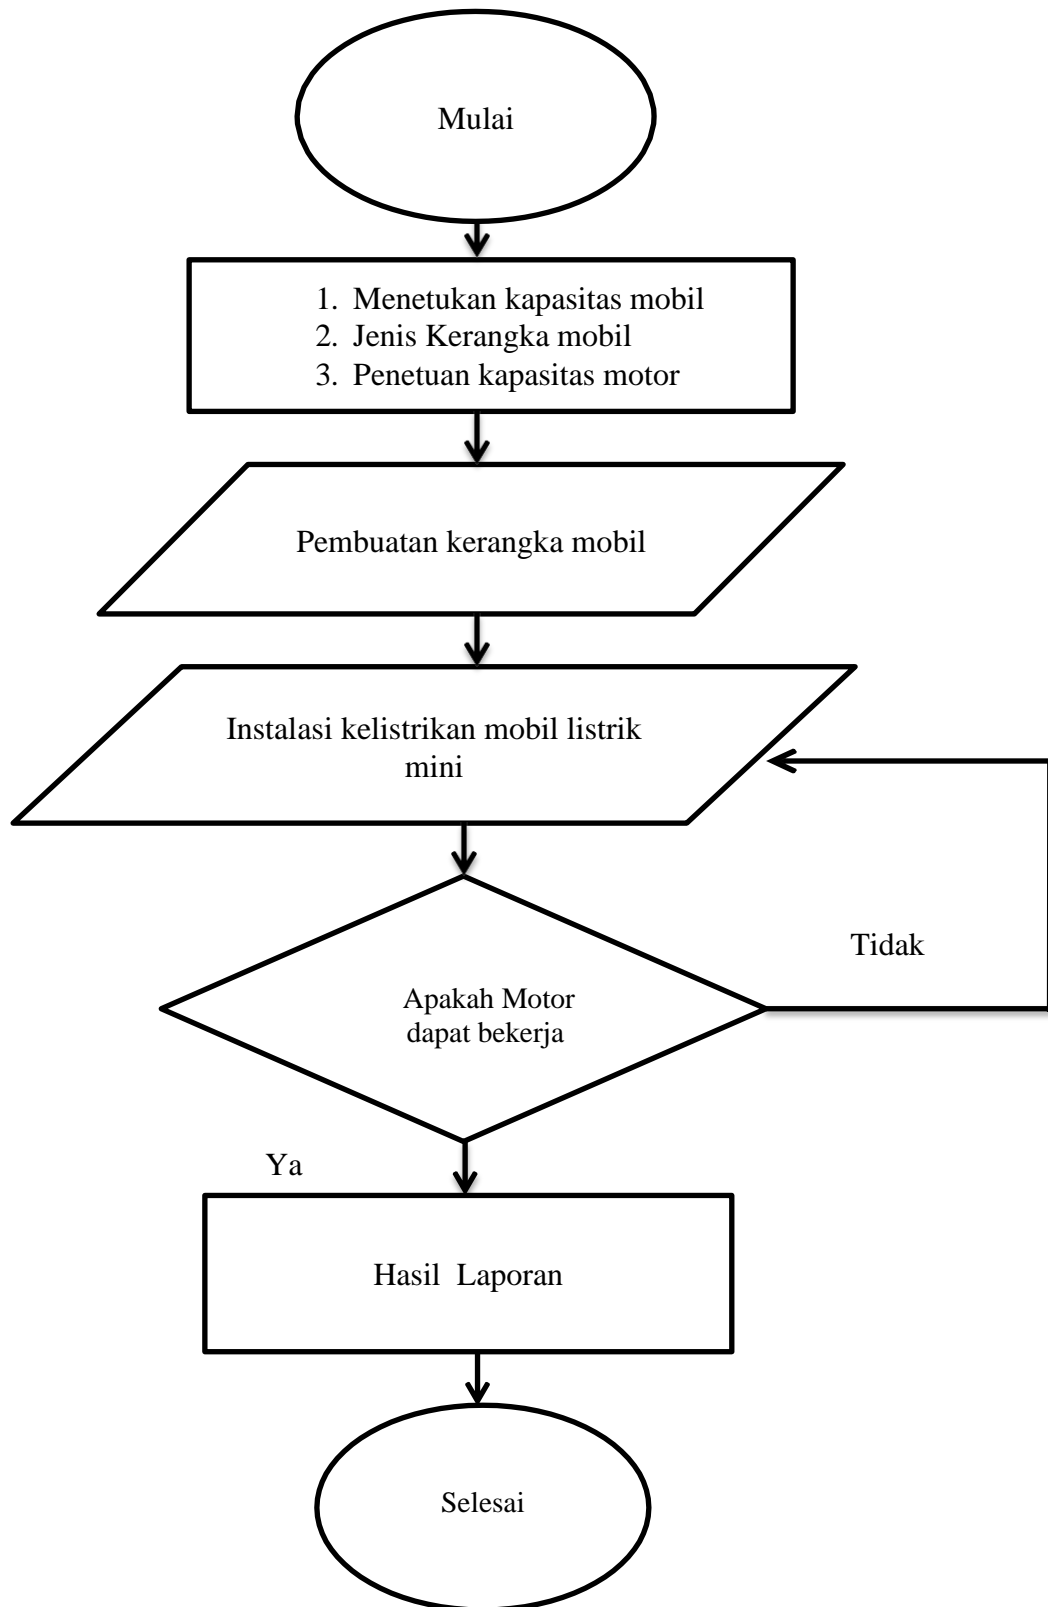 Mulai
1. Menetukan kapasitas mobil
2. Jenis Kerangka mobil
3. Penetuan kapasitas motor
Pembuatan kerangka mobil
Instalasi kelistrikan mobil listrik
mini
Tidak
Apakah Motor
dapat bekerja
Ya
Hasil  Laporan
Selesai